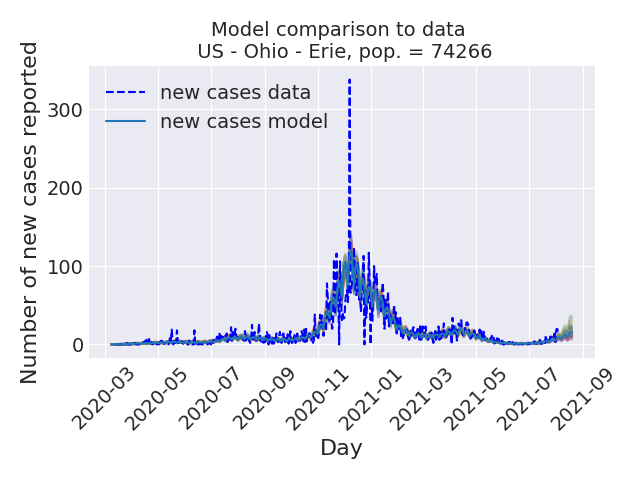 Model comparison to data
US - Ohio - Erie, pop. = 74266
Number of new cases reported
300
200
100
0
new cases data
new cases model
2020-03
2020-05
2020-07
2020-09
2020-11
2021-01
2021-03
2021-05
2021-07
2021-09
Day